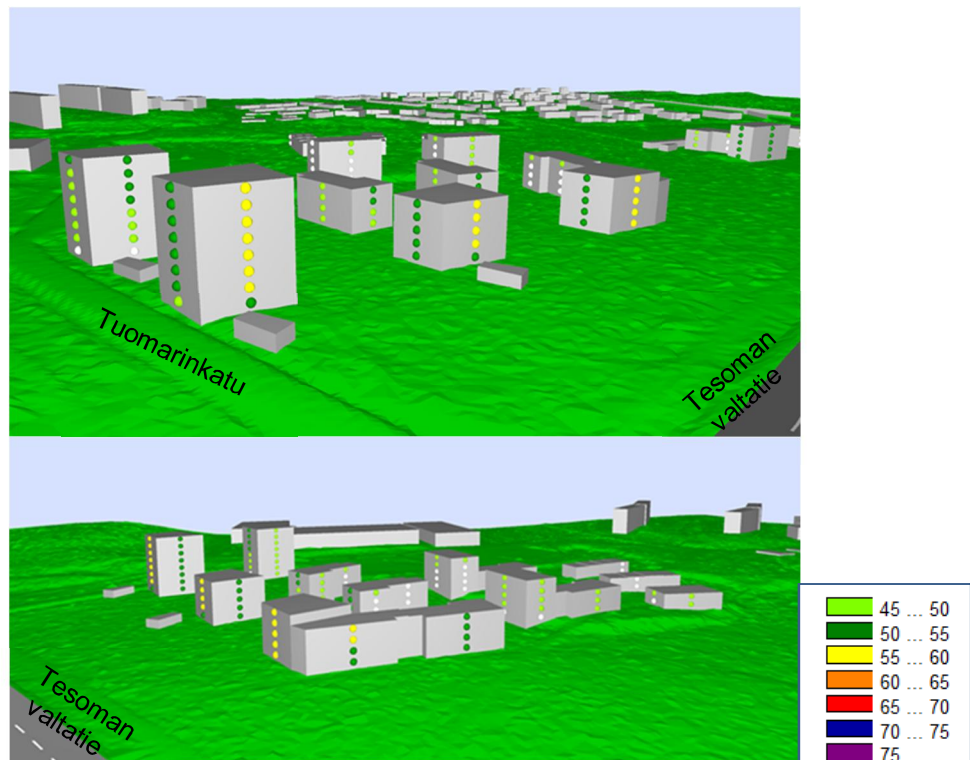 Tuomarinkatu
Tesoman
valtatie
Tesoman
valtatie
45 ... 50
50 ... 55
55 ... 60
60 ... 65
65 ... 70
70 ... 75
75